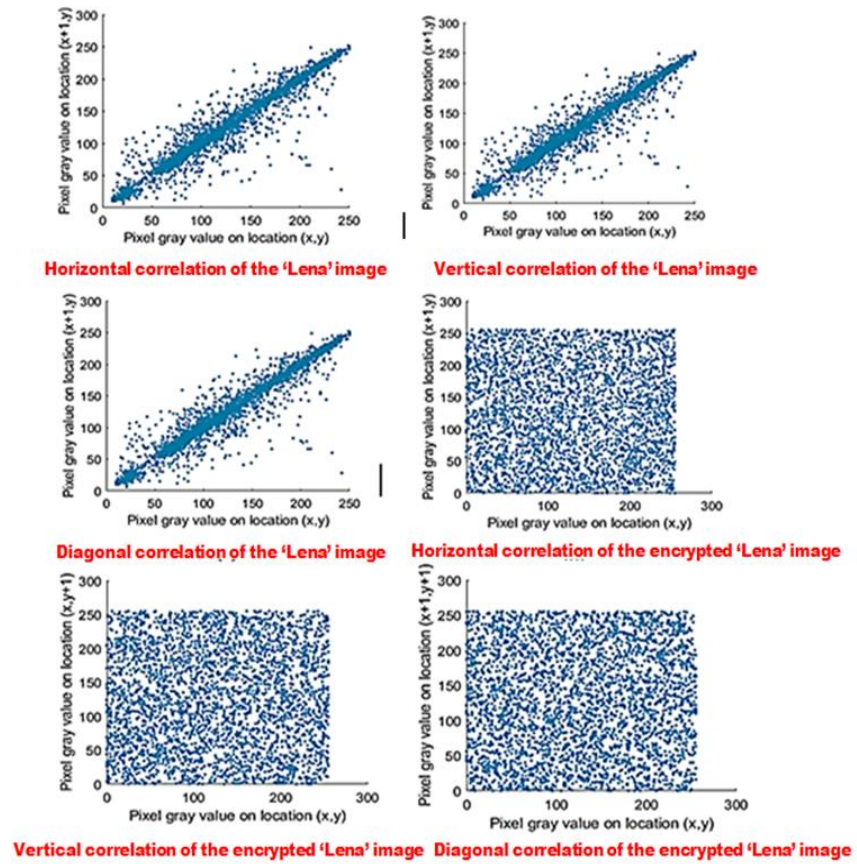 Pixel gray value on location (x+1,y)
300
250
200
150
100
50
0
0 50 100 150 200 250
Pixel gray value on location (x,y)
Horizontal correlation of the ‘Lena’ image
Pixel gray value on location (x+1,y)
300
250
200
150
100
50
0
0 50 100 150 200 250
Pixel gray value on location (x,y)
Vertical correlation of the ‘Lena’ image
Pixel gray value on location (x+1,y)
300
250
200
150
100
50
0
0 50 100 150 200 250
Pixel gray value on location (x,y)
Diagonal correlation of the ‘Lena’ image
Pixel gray value on location (x+1,y)
300
250
200
150
100
50
0
0 100 200 300
Pixel gray value on location (x,y)
Horizontal correlation of the encrypted ‘Lena’ image
Pixel gray value on location (x,y+1)
300
250
200
150
100
50
0
0 100 200 300
Pixel gray value on location (x,y)
Vertical correlation of the encrypted ‘Lena’ image
Pixel gray value on location (x+1,y+1)
300
250
200
150
100
50
0
0 100 200 300
Pixel gray value on location (x,y)
Diagonal correlation of the encrypted ‘Lena’ image